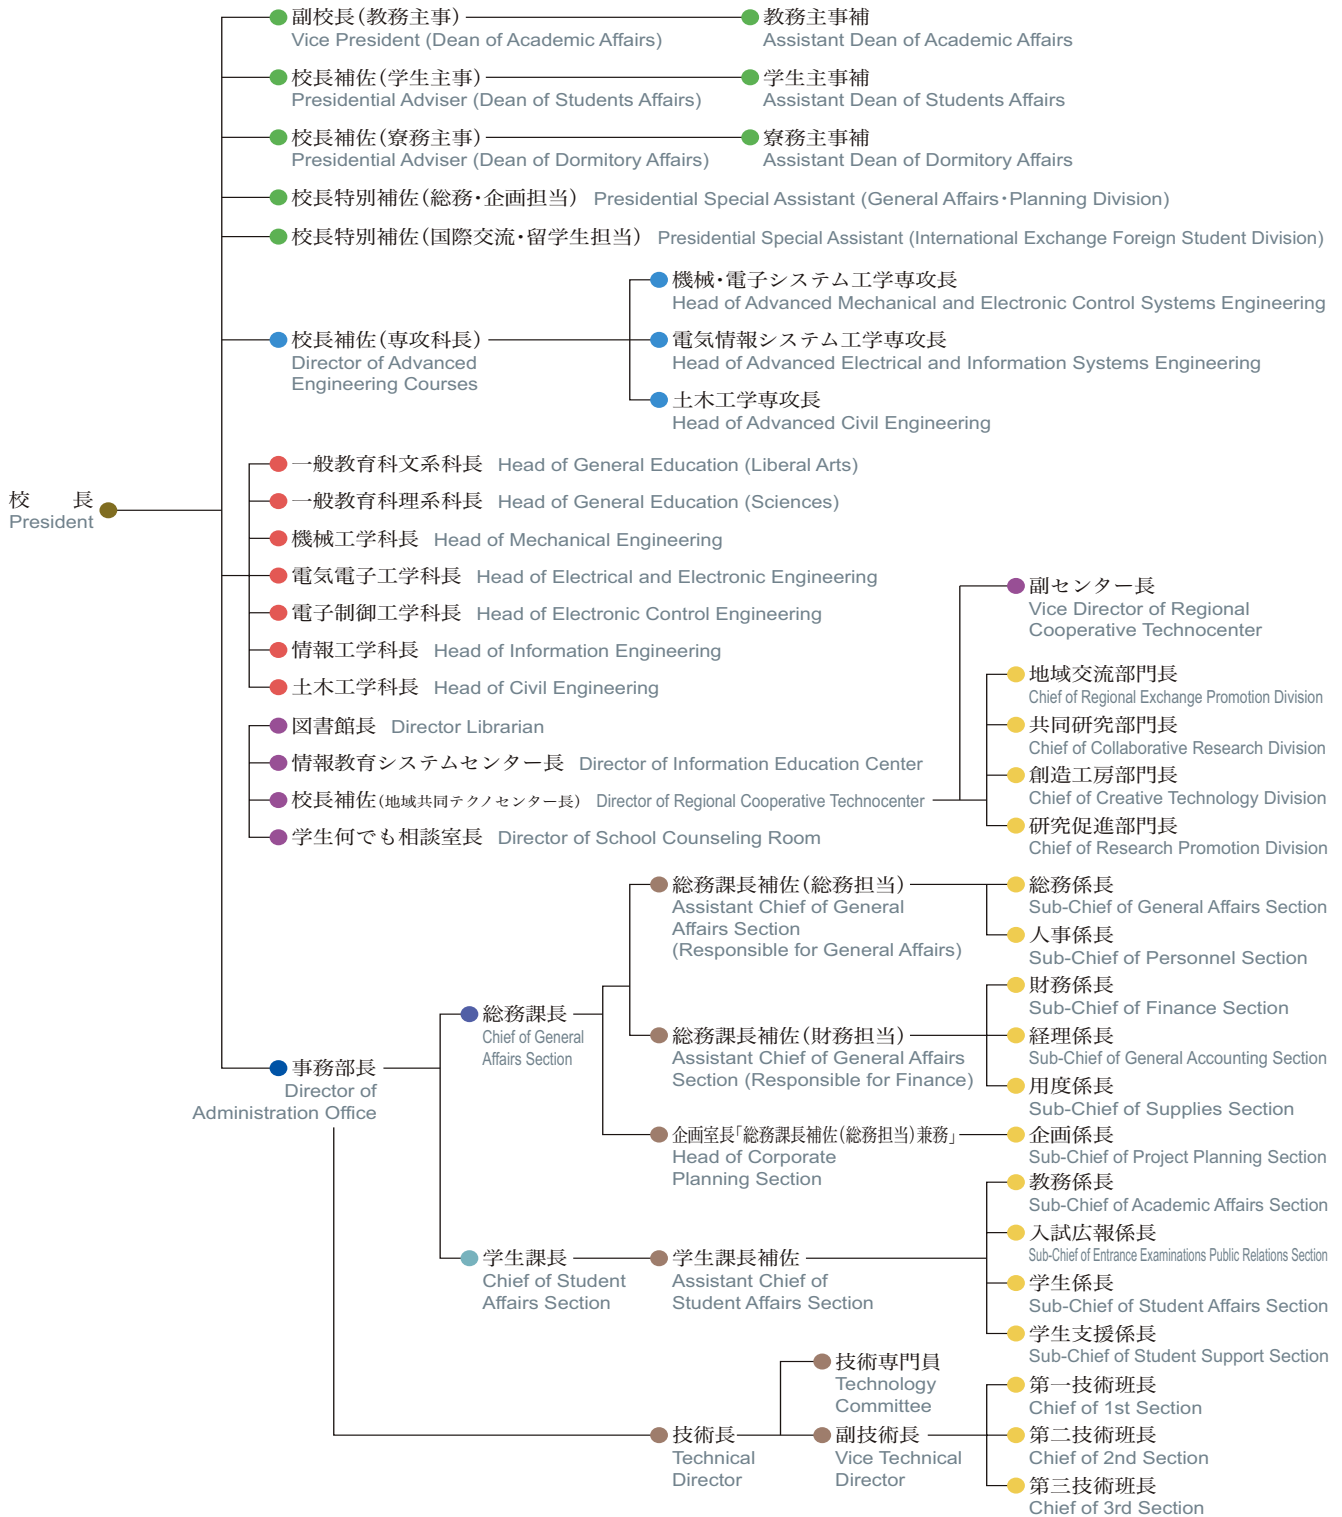 副校長(教務主事)
Vice President (Dean of Academic Affairs)
教務主事補
Assistant Dean of Academic Affairs
校長補佐(学生主事)
Presidential Adviser (Dean of Students Affairs)
学生主事補
Assistant Dean of Students Affairs
校長補佐(寮務主事)
Presidential Adviser (Dean of Dormitory Affairs)
寮務主事補
Assistant Dean of Dormitory Affairs
校長特別補佐(総務・企画担当) Presidential Special Assistant (General Affairs・Planning Division)
校長特別補佐(国際交流・留学生担当) Presidential Special Assistant (International Exchange Foreign Student Division)
校長補佐(専攻科長)
Director of Advanced
Engineering Courses
機械・電子システム工学専攻長
Head of Advanced Mechanical and Electronic Control Systems Engineering
電気情報システム工学専攻長
Head of Advanced Electrical and Information Systems Engineering
土木工学専攻長
Head of Advanced Civil Engineering
校 長
President
一般教育科文系科長 Head of General Education (Liberal Arts)
一般教育科理系科長 Head of General Education (Sciences)
機械工学科長 Head of Mechanical Engineering
電気電子工学科長 Head of Electrical and Electronic Engineering
電子制御工学科長 Head of Electronic Control Engineering
情報工学科長 Head of Information Engineering
土木工学科長 Head of Civil Engineering
図書館長 Director Librarian
情報教育システムセンター長 Director of Information Education Center
校長補佐(地域共同テクノセンター長) Director of Regional Cooperative Technocenter
学生何でも相談室長 Director of School Counseling Room
副センター長
Vice Director of Regional
Cooperative Technocenter
地域交流部門長
Chief of Regional Exchange Promotion Division
共同研究部門長
Chief of Collaborative Research Division
創造工房部門長
Chief of Creative Technology Division
研究促進部門長
Chief of Research Promotion Division
事務部長
Director of
Administration Office
総務課長
Chief of General
Affairs Section
総務課長補佐(総務担当)
Assistant Chief of General
Affairs Section
(Responsible for General Affairs)
総務係長
Sub-Chief of General Affairs Section
人事係長
Sub-Chief of Personnel Section
総務課長補佐(財務担当)
Assistant Chief of General Affairs
Section (Responsible for Finance)
財務係長
Sub-Chief of Finance Section
経理係長
Sub-Chief of General Accounting Section
用度係長
Sub-Chief of Supplies Section
企画室長「総務課長補佐(総務担当)兼務」
Head of Corporate
Planning Section
企画係長
Sub-Chief of Project Planning Section
学生課長
Chief of Student
Affairs Section
学生課長補佐
Assistant Chief of
Student Affairs Section
教務係長
Sub-Chief of Academic Affairs Section
入試広報係長
Sub-Chief of Entrance Examinations Public Relations Section
学生係長
Sub-Chief of Student Affairs Section
学生支援係長
Sub-Chief of Student Support Section
技術長
Technical
Director
技術専門員
Technology
Committee
副技術長
Vice Technical
Director
第一技術班長
Chief of 1st Section
第二技術班長
Chief of 2nd Section
第三技術班長
Chief of 3rd Section